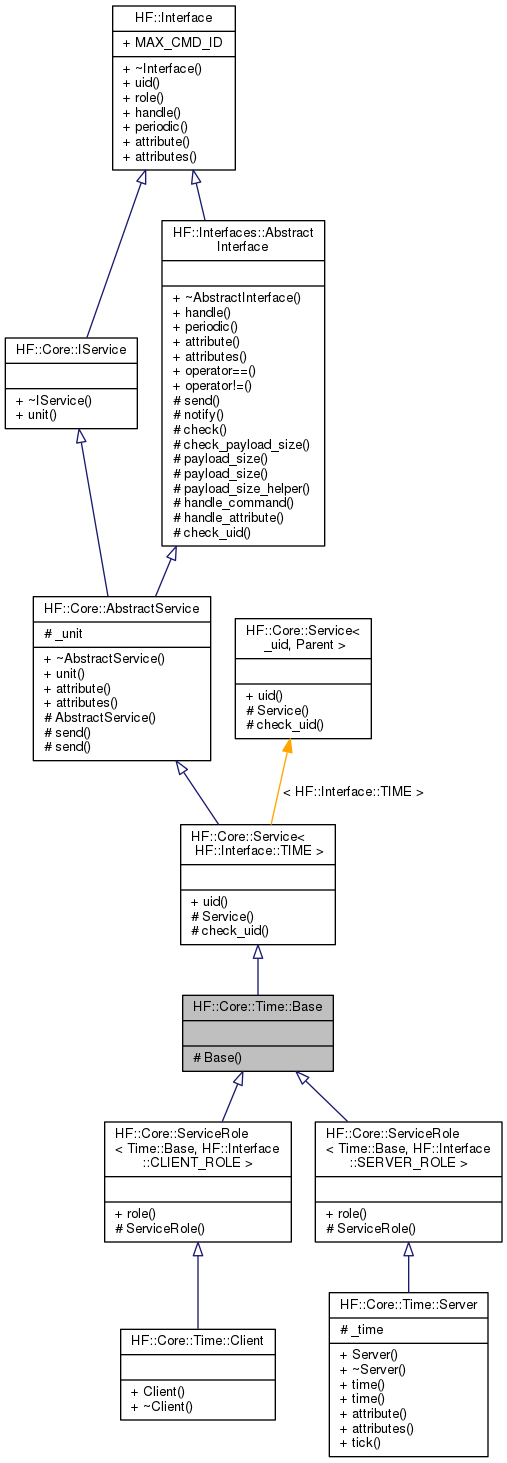 HF::Interface
+ MAX_CMD_ID
+ ~Interface()
+ uid()
+ role()
+ handle()
+ periodic()
+ attribute()
+ attributes()
HF::Interfaces::Abstract
Interface
+ ~AbstractInterface()
+ handle()
+ periodic()
+ attribute()
+ attributes()
+ operator==()
+ operator!=()
# send()
# notify()
# check()
# check_payload_size()
# payload_size()
# payload_size()
# payload_size_helper()
# handle_command()
# handle_attribute()
# check_uid()
HF::Core::IService
+ ~IService()
+ unit()
HF::Core::AbstractService
# _unit
+ ~AbstractService()
+ unit()
+ attribute()
+ attributes()
# AbstractService()
# send()
# send()
HF::Core::Service<
_uid, Parent >
+ uid()
# Service()
# check_uid()
< HF::Interface::TIME >
HF::Core::Service<
HF::Interface::TIME >
+ uid()
# Service()
# check_uid()
HF::Core::Time::Base
# Base()
HF::Core::ServiceRole
< Time::Base, HF::Interface
::CLIENT_ROLE >
+ role()
# ServiceRole()
HF::Core::ServiceRole
< Time::Base, HF::Interface
::SERVER_ROLE >
+ role()
# ServiceRole()
HF::Core::Time::Client
+ Client()
+ ~Client()
HF::Core::Time::Server
# _time
+ Server()
+ ~Server()
+ time()
+ time()
+ attribute()
+ attributes()
+ tick()